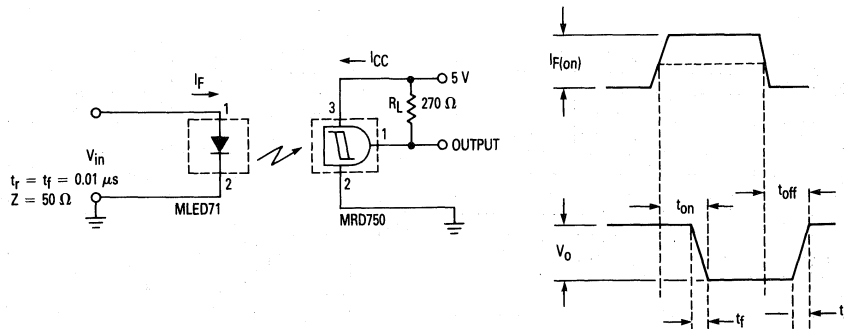 I_F
1
2
V_in
t_r = t_f = 0.01 μs
Z = 50 Ω
MLED71
I_CC
5 V
3
R_L 270 Ω
1
OUTPUT
2
MRD750
I_F(on)
t_on
t_off
V_o
t_f
t